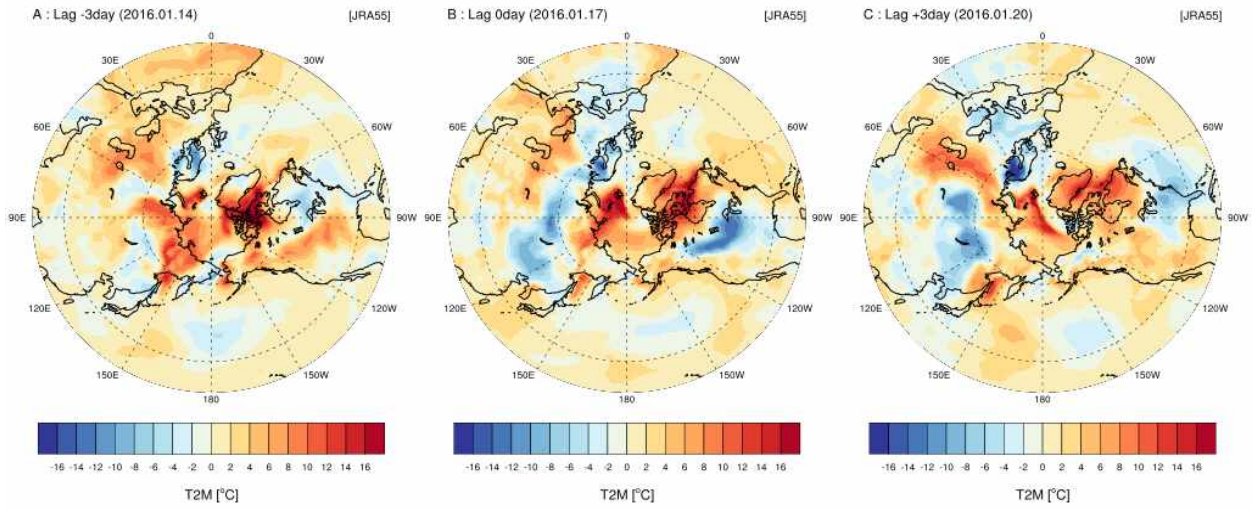 A : Lag -3day (2016.01.14) [JRA55]
0
30E 30W
60E 60W
90E 90W
120E 120W
150E 150W
180
-16 -14 -12 -10 -8 -6 -4 -2 0 2 4 6 8 10 12 14 16
T2M [°C]
B : Lag 0day (2016.01.17) [JRA55]
0
30E 30W
60E 60W
90E 90W
120E 120W
150E 150W
180
-16 -14 -12 -10 -8 -6 -4 -2 0 2 4 6 8 10 12 14 16
T2M [°C]
C : Lag +3day (2016.01.20) [JRA55]
0
30E 30W
60E 60W
90E 90W
120E 120W
150E 150W
180
-16 -14 -12 -10 -8 -6 -4 -2 0 2 4 6 8 10 12 14 16
T2M [°C]